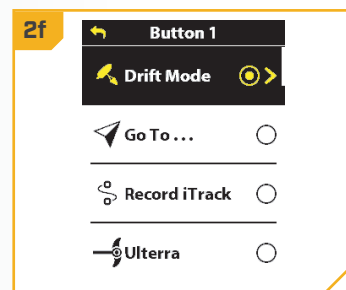 2f
Button 1
Drift Mode
Go To . . .
Record iTrack
Ulterra